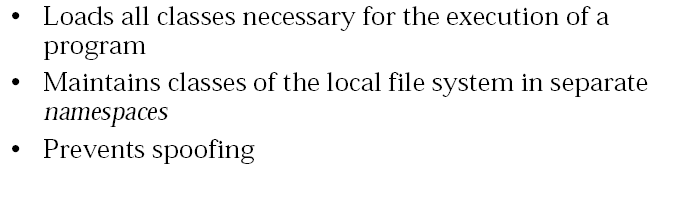 • Loads all classes necessary for the execution of a
program
• Maintains classes of the local file system in separate
namespaces
• Prevents spoofing